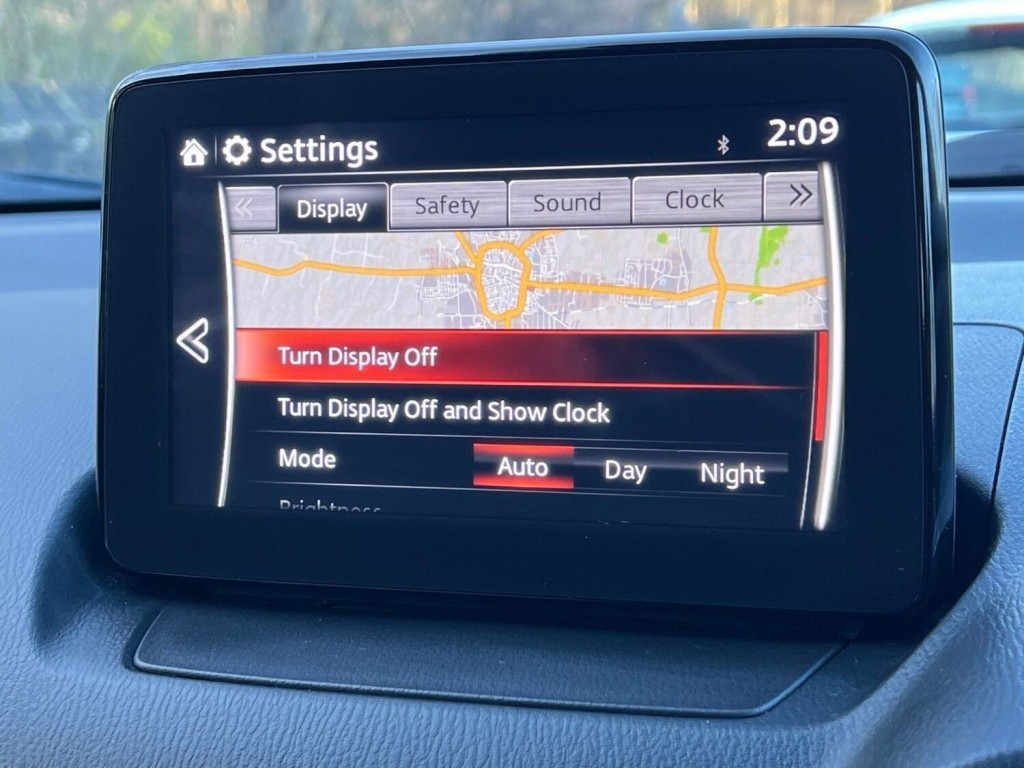 Settings
2:09
Display Safety Sound Clock
Turn Display Off
Turn Display Off and Show Clock
Mode Auto Day Night
Brightness